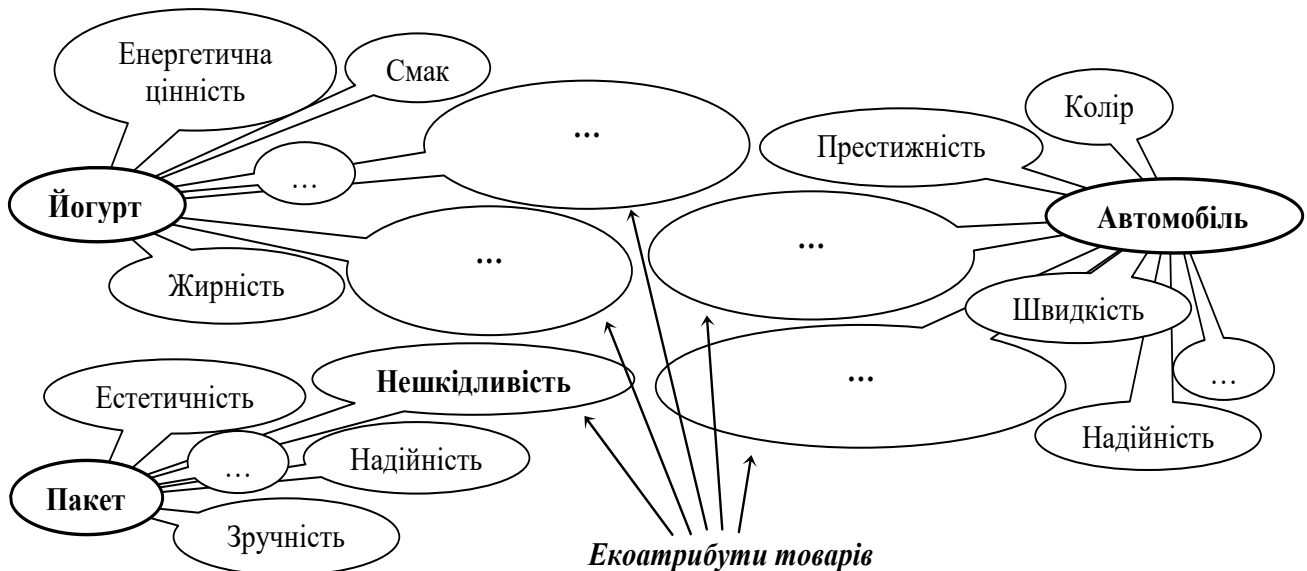 Енергетична
цінність
Смак
…
Колір
Престижність
…
Йогурт
Автомобіль
…
…
Жирність
Швидкість
Нешкідливість
…
…
Естетичність
Надійність
…
Надійність
Пакет
Зручність
Екоатрибути товарів